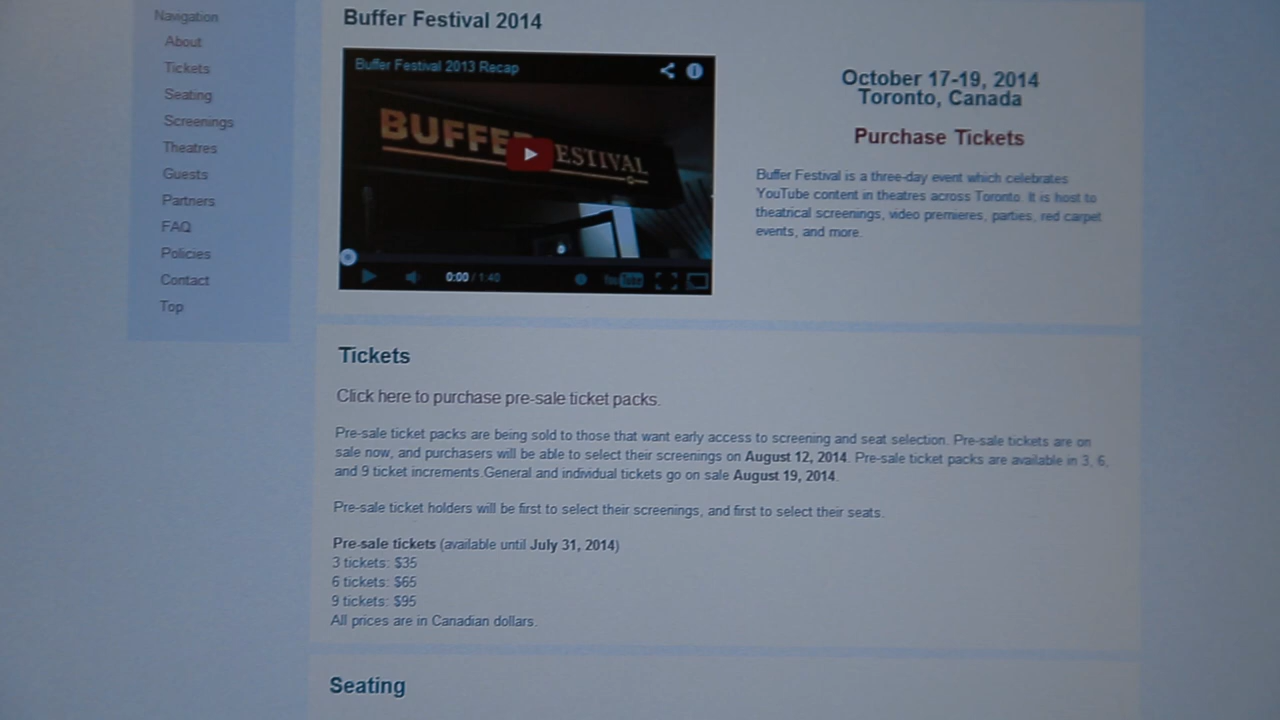 Navigation
About
Tickets
Seating
Screenings
Theatres
Guests
Partners
FAQ
Policies
Contact
Top
Buffer Festival 2014
Buffer Festival 2013 Recap
BUFFE ESTIVAL
0:00 / 1:40
YouTube
October 17-19, 2014
Toronto, Canada
Purchase Tickets
Buffer Festival is a three-day event which celebrates
YouTube content in theatres across Toronto. It is host to
theatrical screenings, video premieres, parties, red carpet
events, and more.
Tickets
Click here to purchase pre-sale ticket packs.
Pre-sale ticket packs are being sold to those that want early access to screening and seat selection. Pre-sale tickets are on
sale now, and purchasers will be able to select their screenings on August 12, 2014. Pre-sale ticket packs are available in 3, 6,
and 9 ticket increments.General and individual tickets go on sale August 19, 2014.
Pre-sale ticket holders will be first to select their screenings, and first to select their seats.
Pre-sale tickets (available until July 31, 2014)
3 tickets: $35
6 tickets: $65
9 tickets: $95
All prices are in Canadian dollars.
Seating